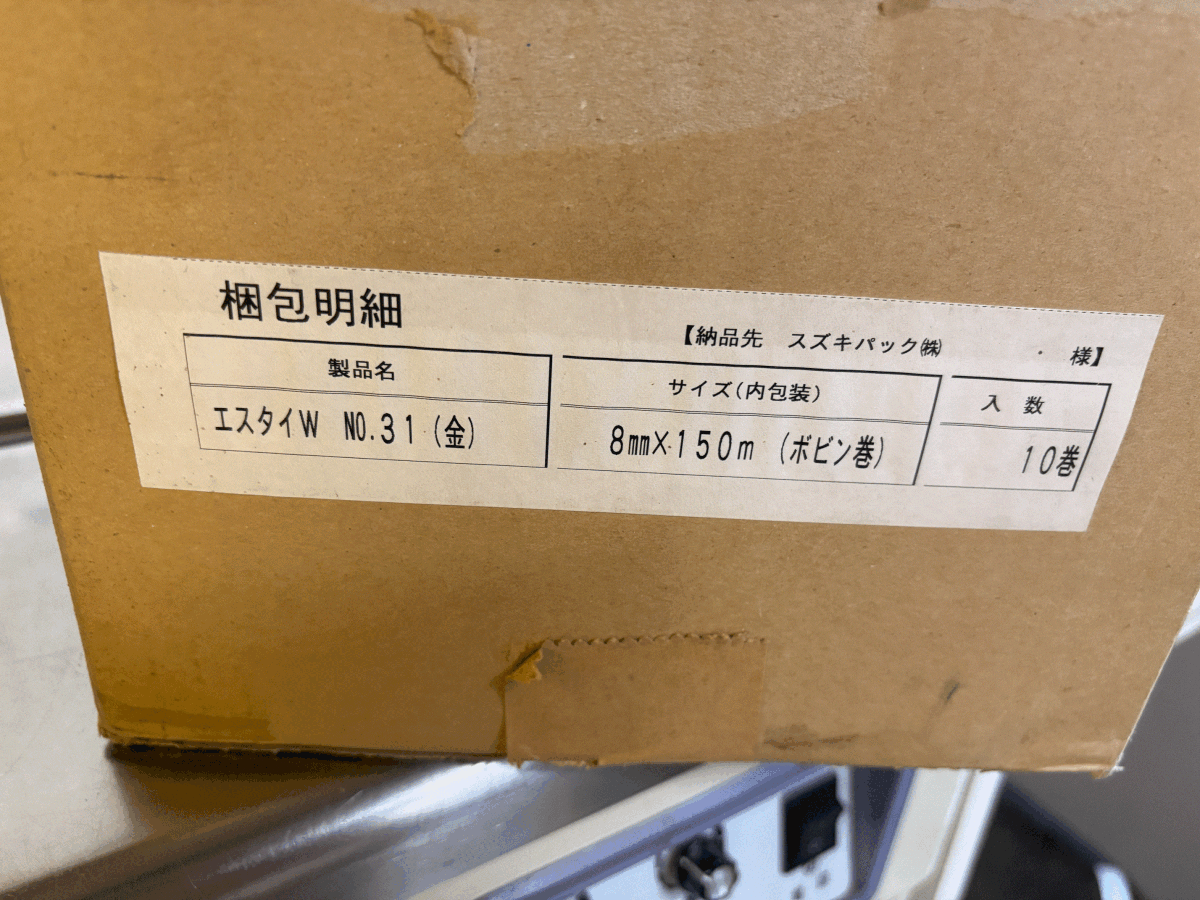 梱包明細
【納品先　スズキパック㈱　様】
製品名　サイズ(内包装)　入　数
エスタイW　NO.31(金)　8㎜×150m　(ボビン巻)　10巻